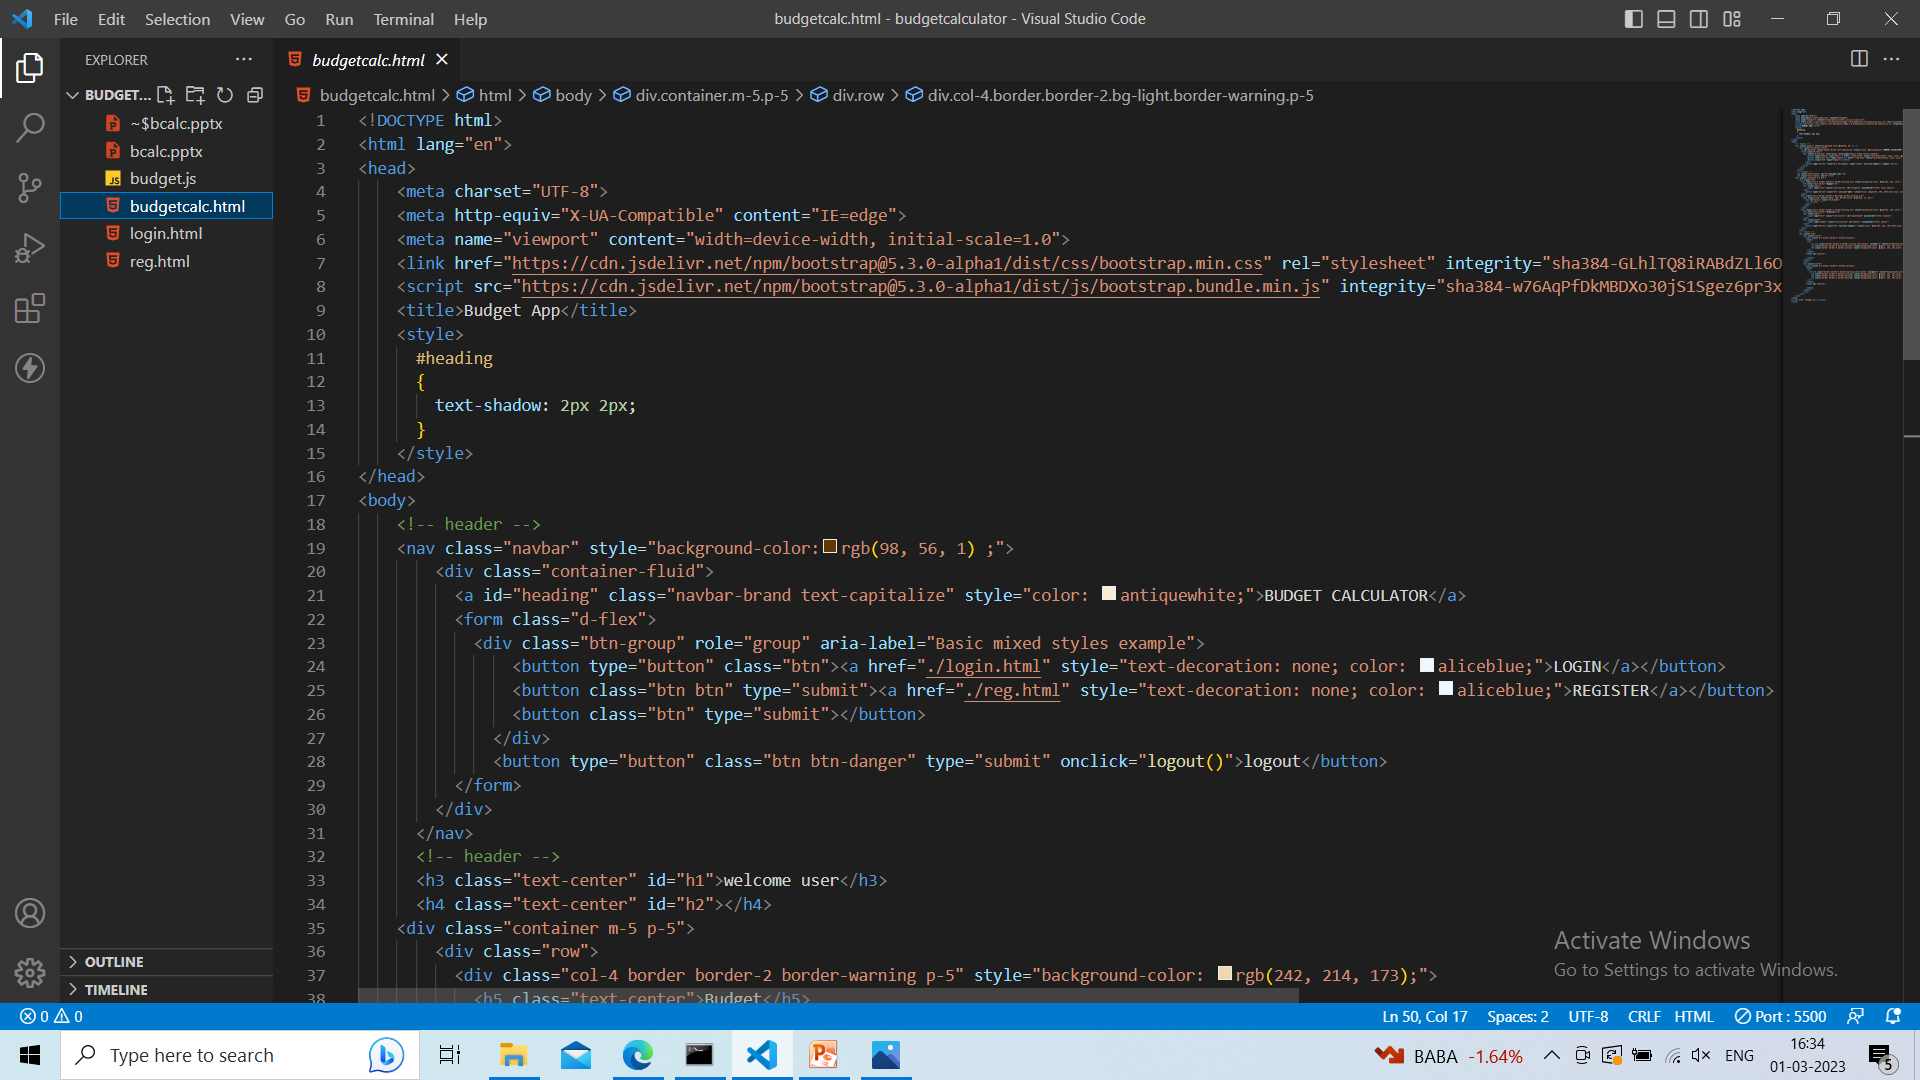 File Edit Selection View Go Run Terminal Help
budgetcalc.html - budgetcalculator - Visual Studio Code
EXPLORER
BUDGET...
~$bcalc.pptx
bcalc.pptx
budget.js
budgetcalc.html
login.html
reg.html
OUTLINE
TIMELINE
budgetcalc.html
budgetcalc.html > html > body > div.container.m-5.p-5 > div.row > div.col-4.border.border-2.bg-light.border-warning.p-5
1 <!DOCTYPE html>
2 <html lang="en">
3 <head>
4 <meta charset="UTF-8">
5 <meta http-equiv="X-UA-Compatible" content="IE=edge">
6 <meta name="viewport" content="width=device-width, initial-scale=1.0">
7 <link href="https://cdn.jsdelivr.net/npm/bootstrap@5.3.0-alpha1/dist/css/bootstrap.min.css" rel="stylesheet" integrity="sha384-GLhlTQ8iRABdZLl6O
8 <script src="https://cdn.jsdelivr.net/npm/bootstrap@5.3.0-alpha1/dist/js/bootstrap.bundle.min.js" integrity="sha384-w76AqPfDkMBDXo30jS1Sgez6pr3x
9 <title>Budget App</title>
10 <style>
11 #heading
12 {
13 text-shadow: 2px 2px;
14 }
15 </style>
16 </head>
17 <body>
18 <!-- header -->
19 <nav class="navbar" style="background-color:rgb(98, 56, 1) ;">
20 <div class="container-fluid">
21 <a id="heading" class="navbar-brand text-capitalize" style="color: antiquewhite;">BUDGET CALCULATOR</a>
22 <form class="d-flex">
23 <div class="btn-group" role="group" aria-label="Basic mixed styles example">
24 <button type="button" class="btn"><a href="./login.html" style="text-decoration: none; color: aliceblue;">LOGIN</a></button>
25 <button class="btn btn" type="submit"><a href="./reg.html" style="text-decoration: none; color: aliceblue;">REGISTER</a></button>
26 <button class="btn" type="submit"></button>
27 </div>
28 <button type="button" class="btn btn-danger" type="submit" onclick="logout()">logout</button>
29 </form>
30 </div>
31 </nav>
32 <!-- header -->
33 <h3 class="text-center" id="h1">welcome user</h3>
34 <h4 class="text-center" id="h2"></h4>
35 <div class="container m-5 p-5">
36 <div class="row">
37 <div class="col-4 border border-2 border-warning p-5" style="background-color: rgb(242, 214, 173);">
38 <h5 class="text-center">Budget</h5>
Activate Windows
Go to Settings to activate Windows.
0 0
Ln 50, Col 17 Spaces: 2 UTF-8 CRLF HTML Port : 5500
Type here to search
BABA -1.64% ENG
16:34
01-03-2023
5